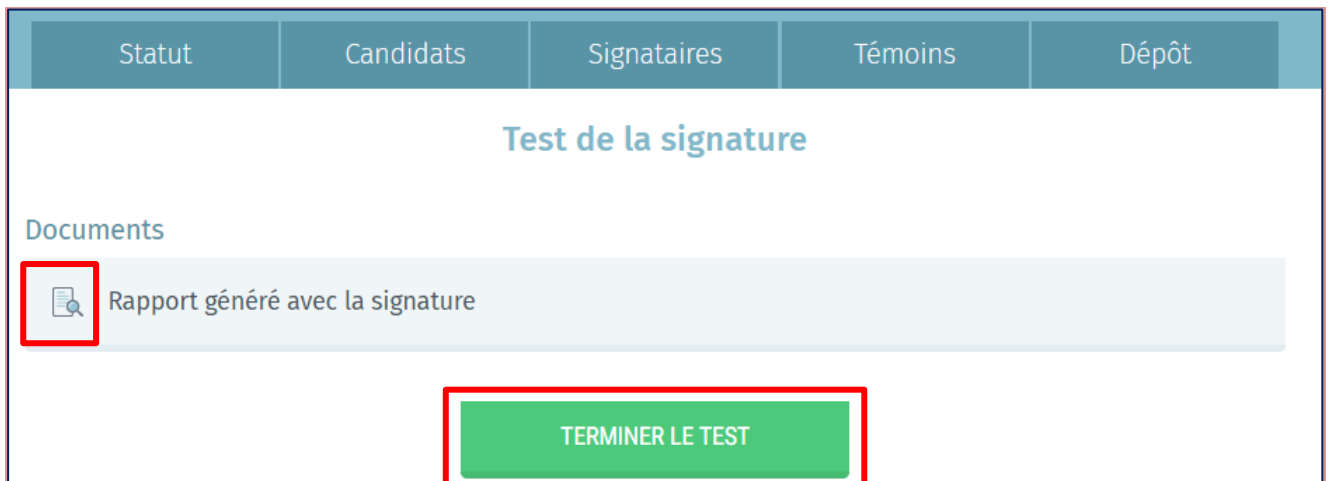 Statut Candidats Signataires Témoins Dépôt
Test de la signature
Documents
Rapport généré avec la signature
TERMINER LE TEST